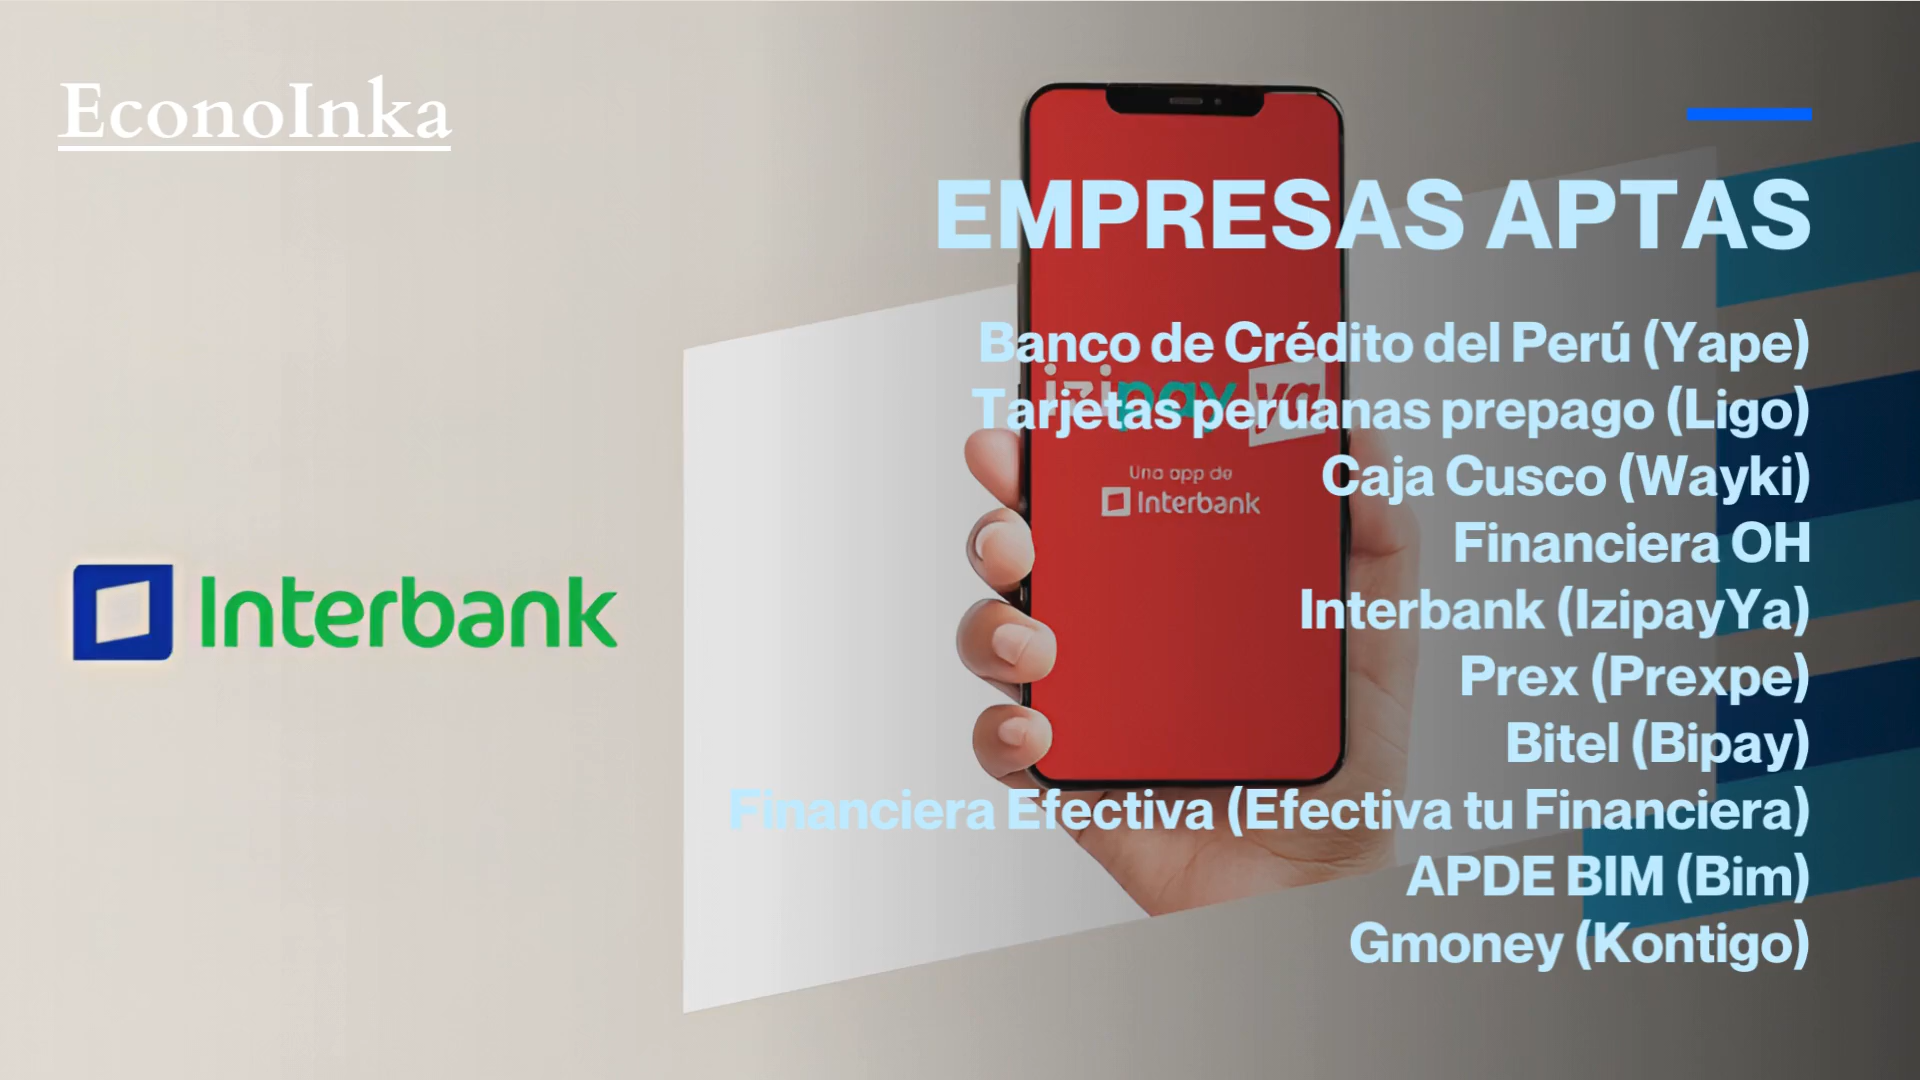 EconoInka
EMPRESAS APTAS
Banco de Crédito del Perú (Yape)
Tarjetas peruanas prepago (Ligo)
Caja Cusco (Wayki)
Financiera OH
Interbank (IzipayYa)
Prex (Prexpe)
Bitel (Bipay)
Financiera Efectiva (Efectiva tu Financiera)
APDE BIM (Bim)
Gmoney (Kontigo)
izipay ya
Una app de
Interbank
Interbank